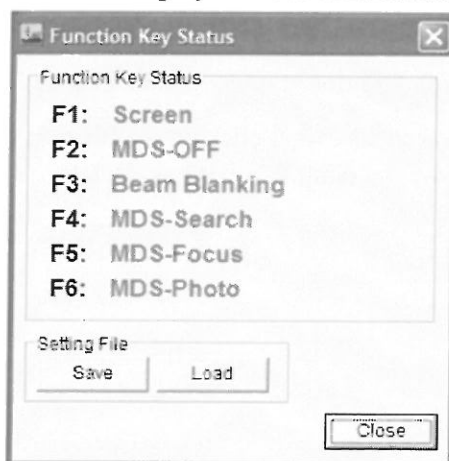 Function Key Status
Function Key Status
F1: Screen
F2: MDS-OFF
F3: Beam Blanking
F4: MDS-Search
F5: MDS-Focus
F6: MDS-Photo
Setting File
Save Load
Close